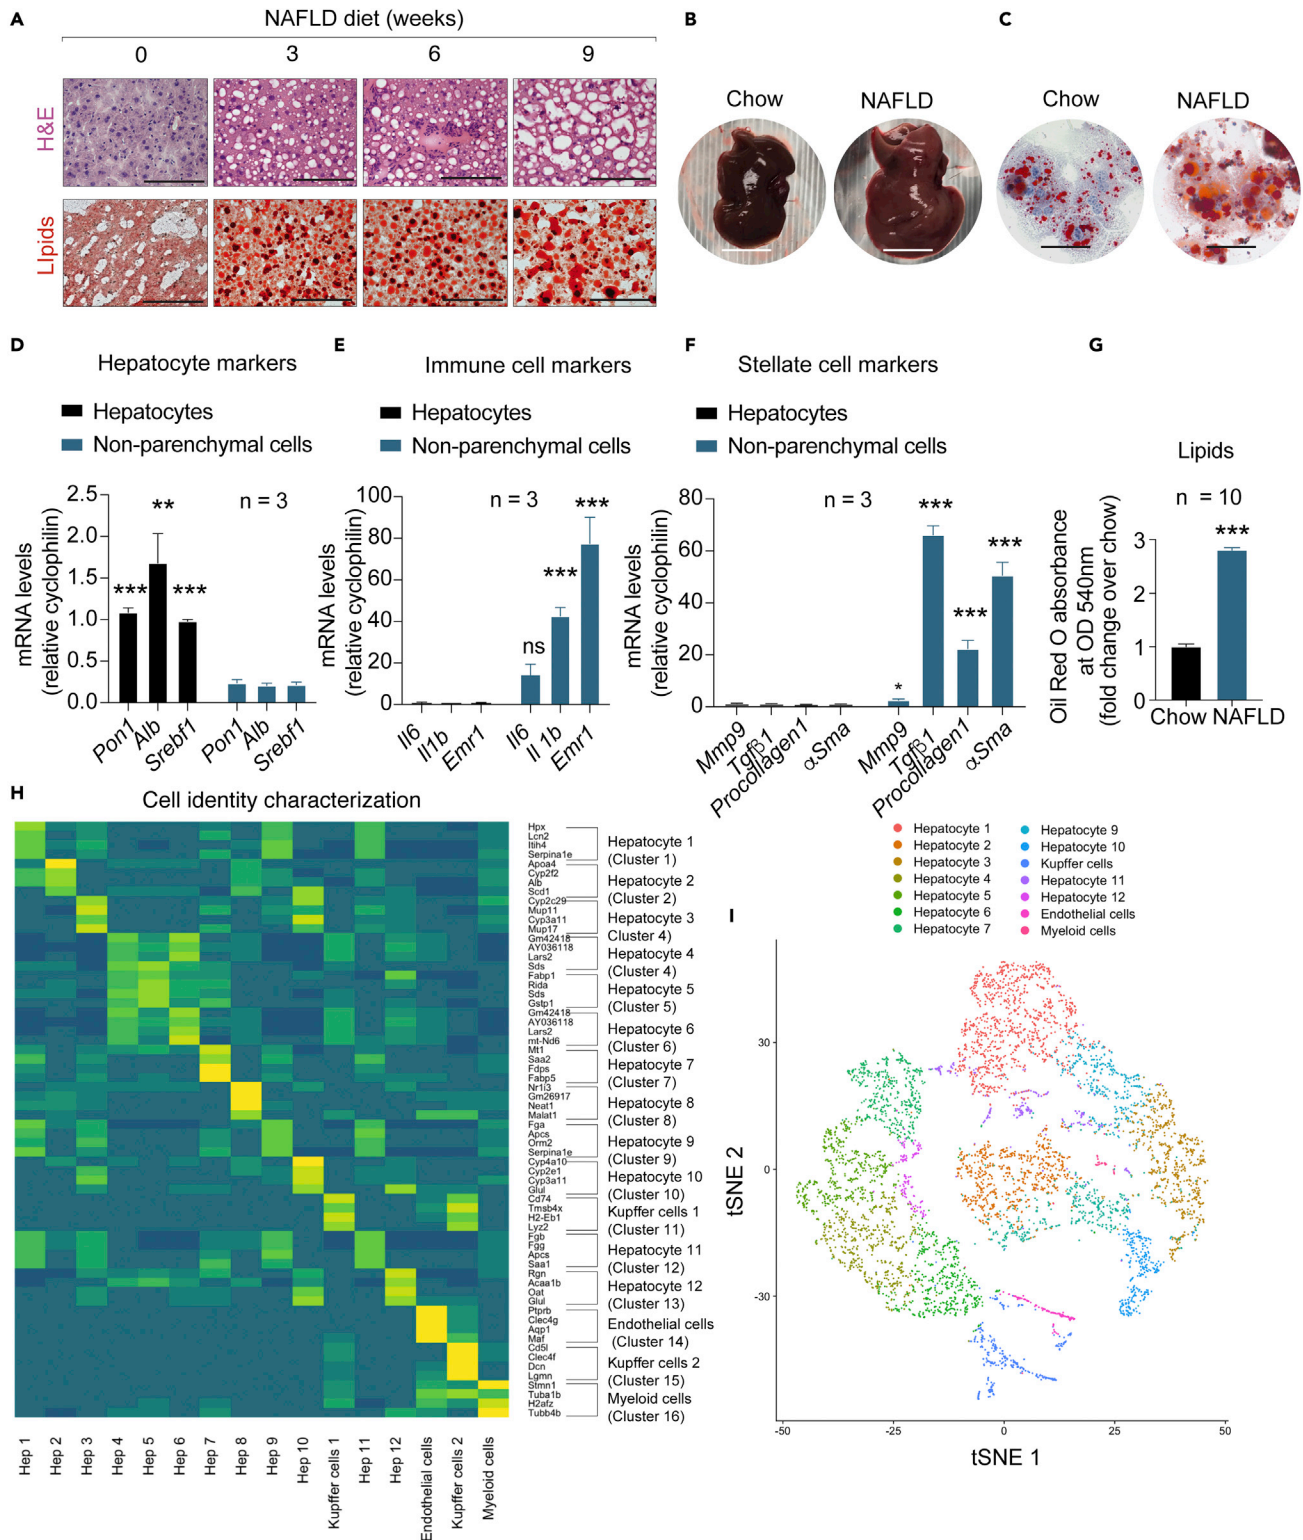 A
NAFLD diet (weeks)
0 3 6 9
H&E
LIpids
B
Chow NAFLD
C
Chow NAFLD
D
Hepatocyte markers
Hepatocytes
Non-parenchymal cells
mRNA levels
(relative cyclophilin)
2.5
2.0
1.5
1.0
0.5
0.0
n = 3
*** ** ***
Pon1 Alb Srebf1 Pon1 Alb Srebf1
E
Immune cell markers
Hepatocytes
Non-parenchymal cells
mRNA levels
(relative cyclophilin)
100
80
60
40
20
0
n = 3
ns *** ***
Il6 Il1b Emr1 Il6 Il 1b Emr1
F
Stellate cell markers
Hepatocytes
Non-parenchymal cells
mRNA levels
(relative cyclophilin)
80
60
40
20
0
n = 3
* *** *** ***
Mmp9 Tgfβ1 Procollagen1 αSma Mmp9 Tgfβ1 Procollagen1 αSma
G
Lipids
n = 10
***
Oil Red O absorbance
at OD 540nm
(fold change over chow)
3
2
1
0
Chow NAFLD
H
Cell identity characterization
Hpx
Lcn2
Itih4
Serpina1e
Hepatocyte 1
(Cluster 1)
Apoa4
Cyp2f2
Alb
Scd1
Hepatocyte 2
(Cluster 2)
Cyp2c29
Mup11
Cyp3a11
Mup17
Hepatocyte 3
Cluster 4)
Gm42418
AY036118
Lars2
Sds
Hepatocyte 4
(Cluster 4)
Fabp1
Rida
Sds
Gstp1
Hepatocyte 5
(Cluster 5)
Gm42418
AY036118
Lars2
mt-Nd6
Hepatocyte 6
(Cluster 6)
Mt1
Saa2
Fdps
Fabp5
Hepatocyte 7
(Cluster 7)
Nr1i3
Gm26917
Neat1
Malat1
Hepatocyte 8
(Cluster 8)
Fga
Apcs
Orm2
Serpina1e
Hepatocyte 9
(Cluster 9)
Cyp4a10
Cyp2e1
Cyp3a11
Glul
Hepatocyte 10
(Cluster 10)
Cd74
Tmsb4x
H2-Eb1
Lyz2
Kupffer cells 1
(Cluster 11)
Fgb
Fgg
Apcs
Saa1
Hepatocyte 11
(Cluster 12)
Rgn
Acaa1b
Oat
Glul
Hepatocyte 12
(Cluster 13)
Ptprb
Clec4g
Aqp1
Maf
Endothelial cells
(Cluster 14)
Cd5l
Clec4f
Dcn
Lgmn
Kupffer cells 2
(Cluster 15)
Stmn1
Tuba1b
H2afz
Tubb4b
Myeloid cells
(Cluster 16)
Hep 1
Hep 2
Hep 3
Hep 4
Hep 5
Hep 6
Hep 7
Hep 8
Hep 9
Hep 10
Kupffer cells 1
Hep 11
Hep 12
Endothelial cells
Kupffer cells 2
Myeloid cells
I
Hepatocyte 1
Hepatocyte 2
Hepatocyte 3
Hepatocyte 4
Hepatocyte 5
Hepatocyte 6
Hepatocyte 7
Hepatocyte 9
Hepatocyte 10
Kupffer cells
Hepatocyte 11
Hepatocyte 12
Endothelial cells
Myeloid cells
tSNE 2
30
0
-30
-50 -25 0 25 50
tSNE 1